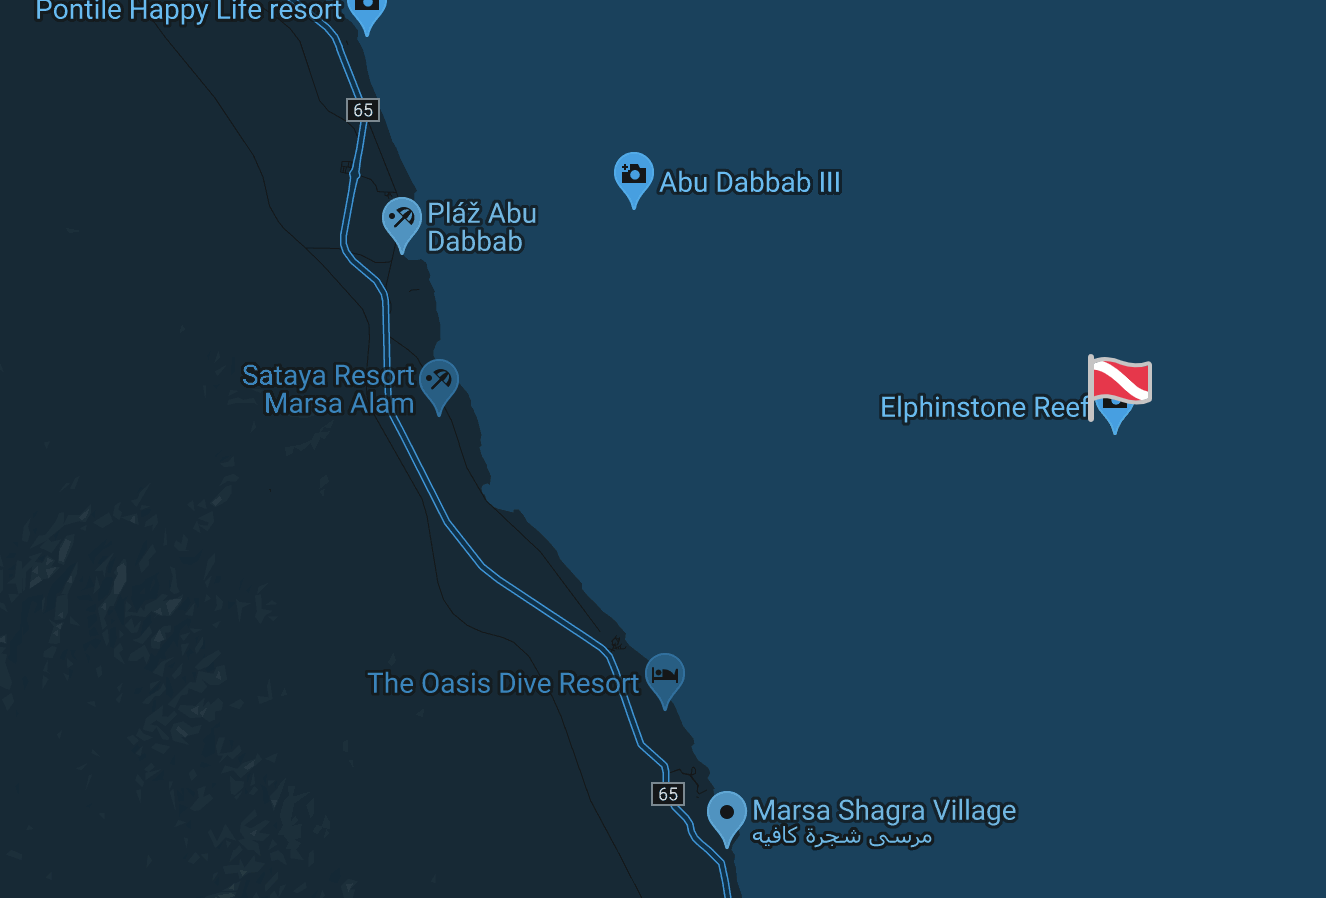 Pontile Happy Life resort
65
Abu Dabbab III
Pláž Abu
Dabbab
Sataya Resort
Marsa Alam
Elphinstone Reef
The Oasis Dive Resort
65
Marsa Shagra Village
مرسى شجرة كافيه